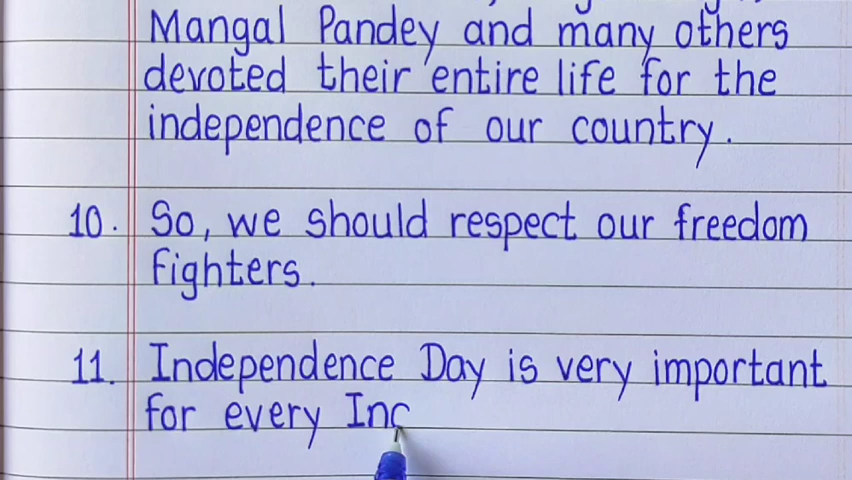 Mangal Pandey and many others
devoted their entire life for the
independence of our country.
10. So, we should respect our freedom
fighters.
11. Independence Day is very important
for every